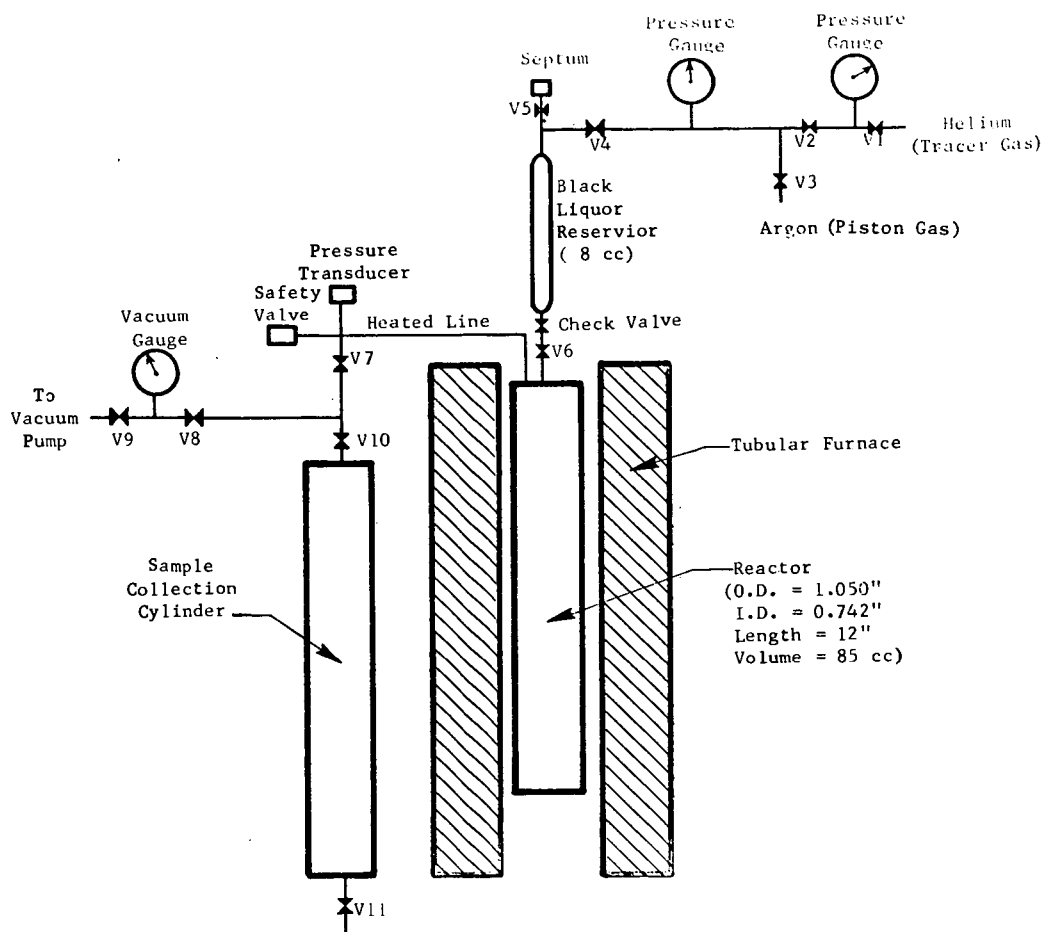 Pressure
Gauge
Pressure
Gauge
Septum
V5
V4
V2
V1
Helium
(Tracer Gas)
V3
Argon (Piston Gas)
Black
Liquor
Reservior
( 8 cc)
Pressure
Transducer
Safety
Valve
Heated Line
Check Valve
V6
Vacuum
Gauge
V7
To
Vacuum
Pump
V9
V8
V10
Tubular Furnace
Sample
Collection
Cylinder
Reactor
(O.D. = 1.050"
I.D. = 0.742"
Length = 12"
Volume = 85 cc)
V11